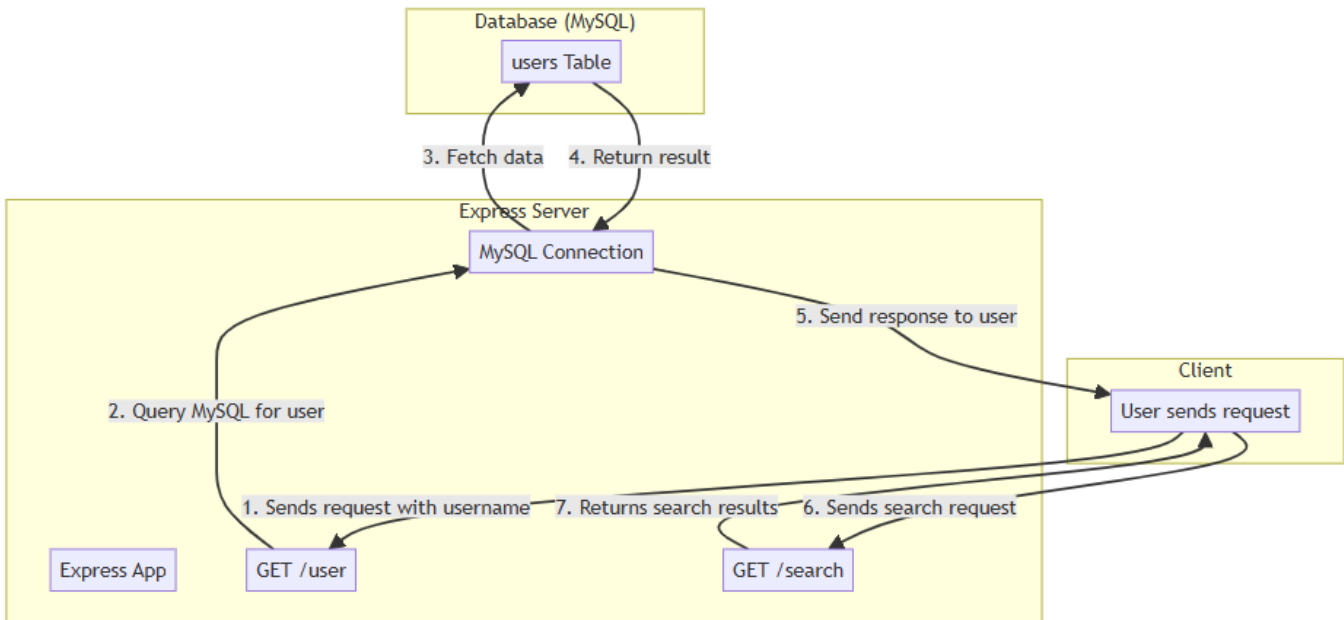 Database (MySQL)
users Table
3. Fetch data
4. Return result
Express Server
MySQL Connection
5. Send response to user
Client
User sends request
2. Query MySQL for user
1. Sends request with username
7. Returns search results
6. Sends search request
Express App
GET /user
GET /search